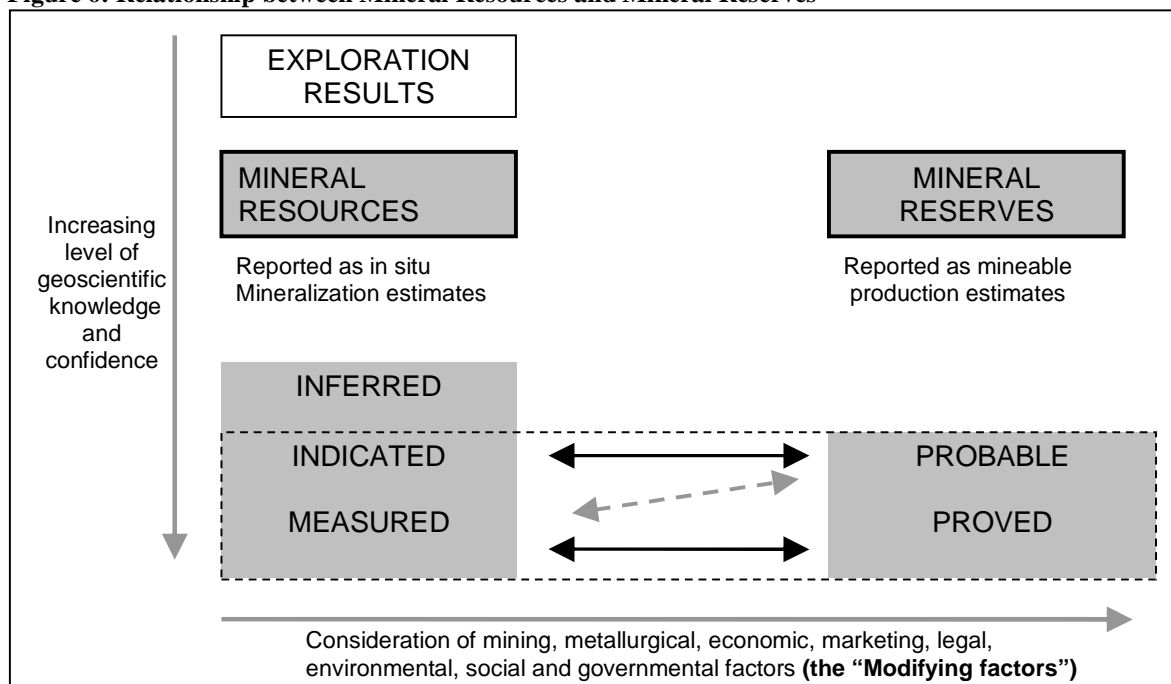 Figure 6: Relationship between Mineral Resources and Mineral Reserves
EXPLORATION
RESULTS
MINERAL
RESOURCES
MINERAL
RESERVES
Increasing
level of
geoscientific
knowledge
and
confidence
Reported as in situ
Mineralization estimates
Reported as mineable
production estimates
INFERRED
INDICATED
PROBABLE
MEASURED
PROVED
Consideration of mining, metallurgical, economic, marketing, legal,
environmental, social and governmental factors (the “Modifying factors”)